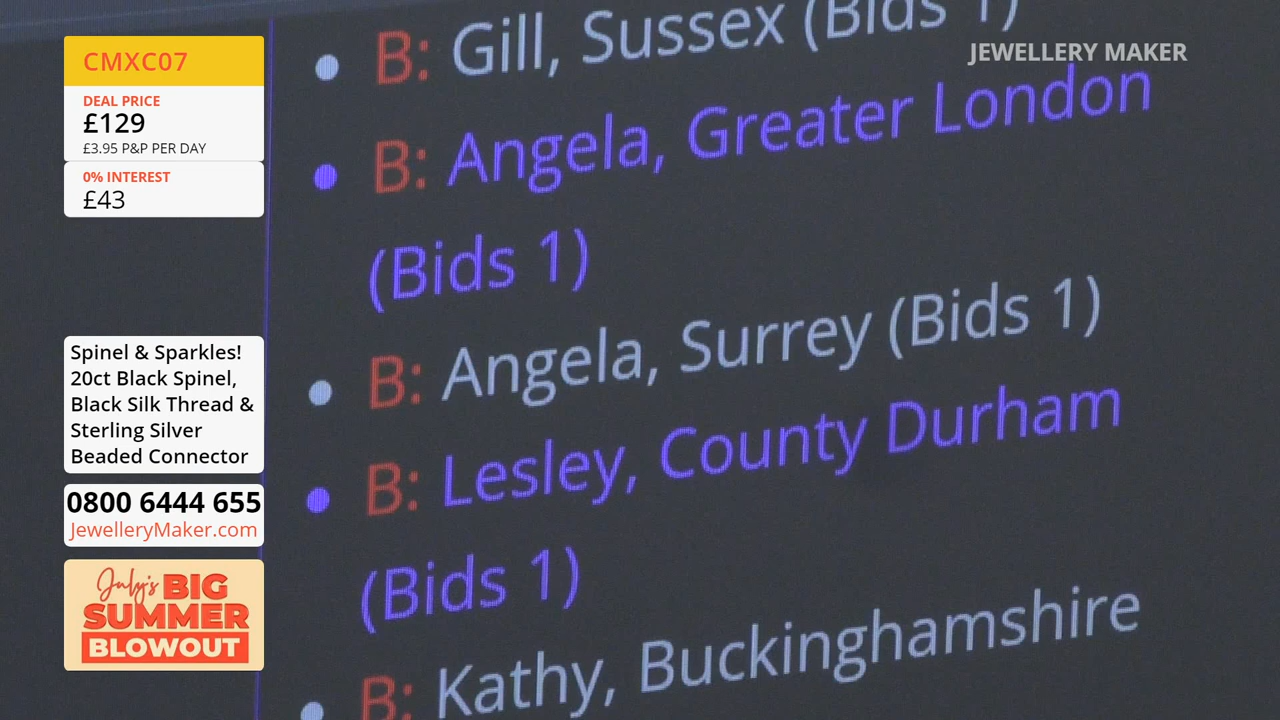 CMXC07
DEAL PRICE
£129
£3.95 P&P PER DAY
0% INTEREST
£43
Spinel & Sparkles!
20ct Black Spinel,
Black Silk Thread &
Sterling Silver
Beaded Connector
0800 6444 655
JewelleryMaker.com
July's BIG
SUMMER
BLOWOUT
JEWELLERY MAKER
• B: Gill, Sussex (Bids 1)
• B: Angela, Greater London
(Bids 1)
• B: Angela, Surrey (Bids 1)
• B: Lesley, County Durham
(Bids 1)
• B: Kathy, Buckinghamshire